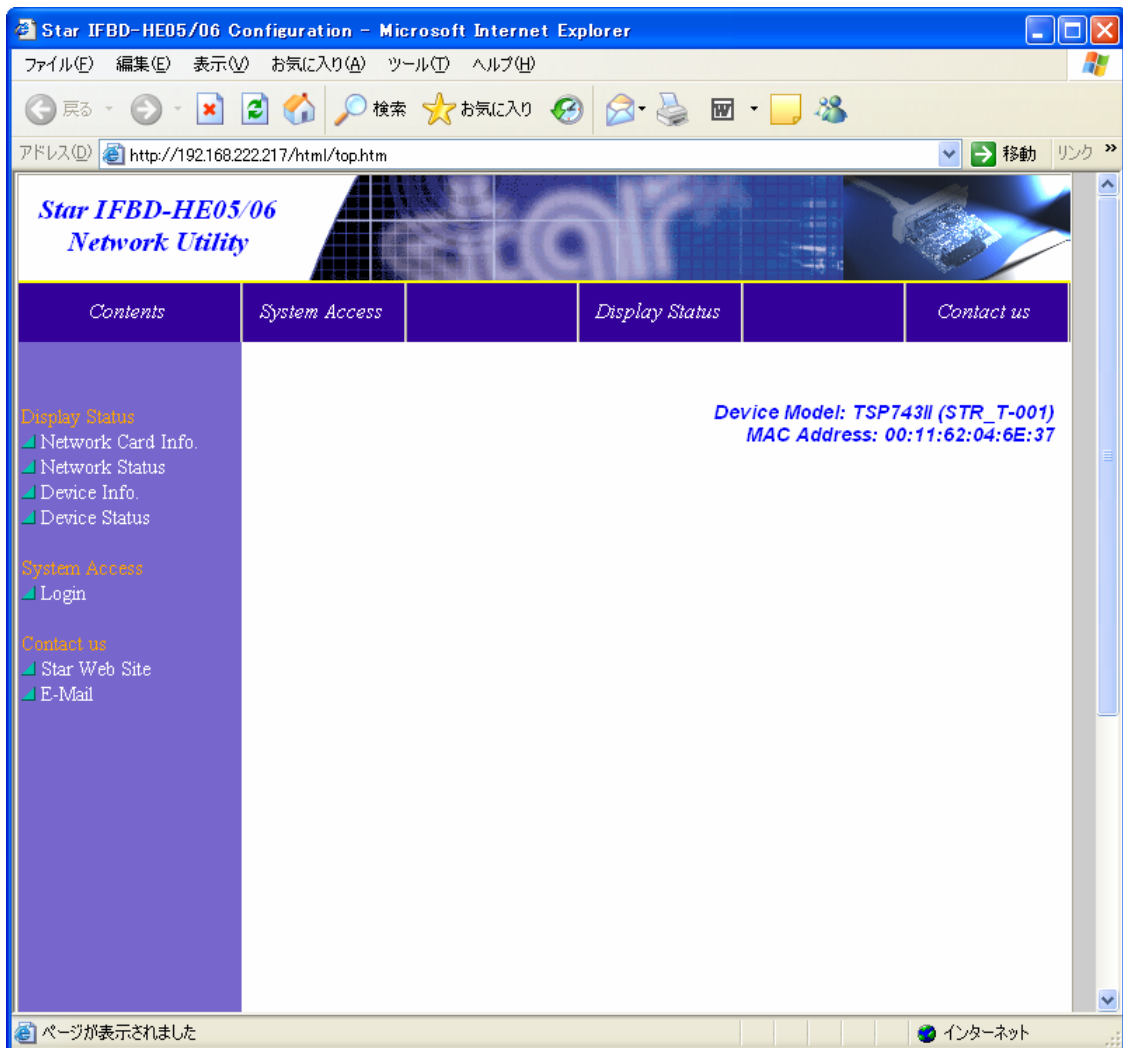 Star IFBD-HE05/06 Configuration - Microsoft Internet Explorer
ファイル(F) 編集(E) 表示(V) お気に入り(A) ツール(T) ヘルプ(H)
戻る 検索 お気に入り
アドレス(D) http://192.168.222.217/html/top.htm 移動 リンク »
Star IFBD-HE05/06
Network Utility
star
Contents System Access Display Status Contact us
Device Model: TSP743II (STR_T-001)
MAC Address: 00:11:62:04:6E:37
Display Status
Network Card Info.
Network Status
Device Info.
Device Status
System Access
Login
Contact us
Star Web Site
E-Mail
ページが表示されました インターネット